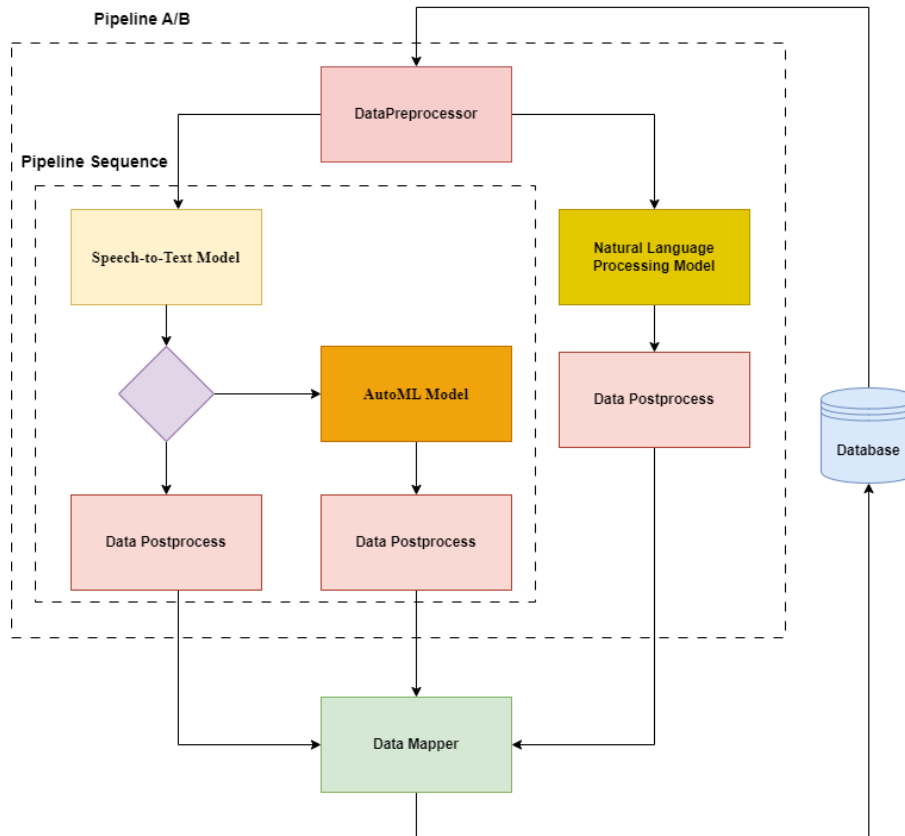 Pipeline A/B
DataPreprocessor
Pipeline Sequence
Speech-to-Text Model
Natural Language
Processing Model
AutoML Model
Data Postprocess
Database
Data Postprocess
Data Postprocess
Data Mapper